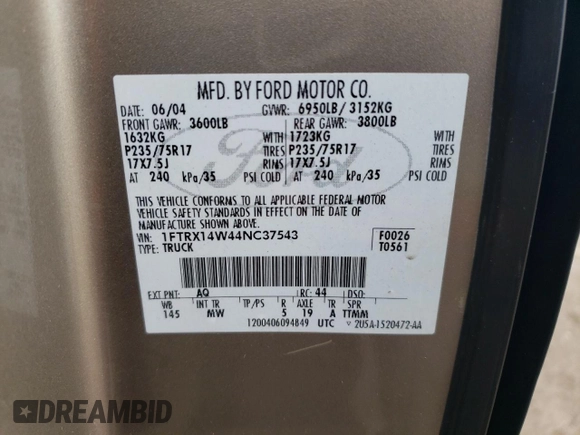 MFD. BY FORD MOTOR CO.
DATE: 06/04 GVWR: 6950LB/ 3152KG
FRONT GAWR: 3600LB REAR GAWR: 3800LB
1632KG WITH 1723KG WITH
P235/75R17 TIRES P235/75R17 TIRES
17X7.5J RIMS 17X7.5J RIMS
AT 240 kPa/35 PSI COLD AT 240 kPa/35 PSI COLD
THIS VEHICLE CONFORMS TO ALL APPLICABLE FEDERAL MOTOR
VEHICLE SAFETY STANDARDS IN EFFECT ON THE DATE OF
MANUFACTURE SHOWN ABOVE.
VIN: 1FTRX14W44NC37543 F0026
TYPE: TRUCK T0561
EXT PNT: AQ RC: 44 DSO:
WB INT TR TP/PS R AXLE TR SPR
145 MW 5 19 A TTMM
1200406094849 UTC 2U5A-1520472-AA
Ford
DREAMBID